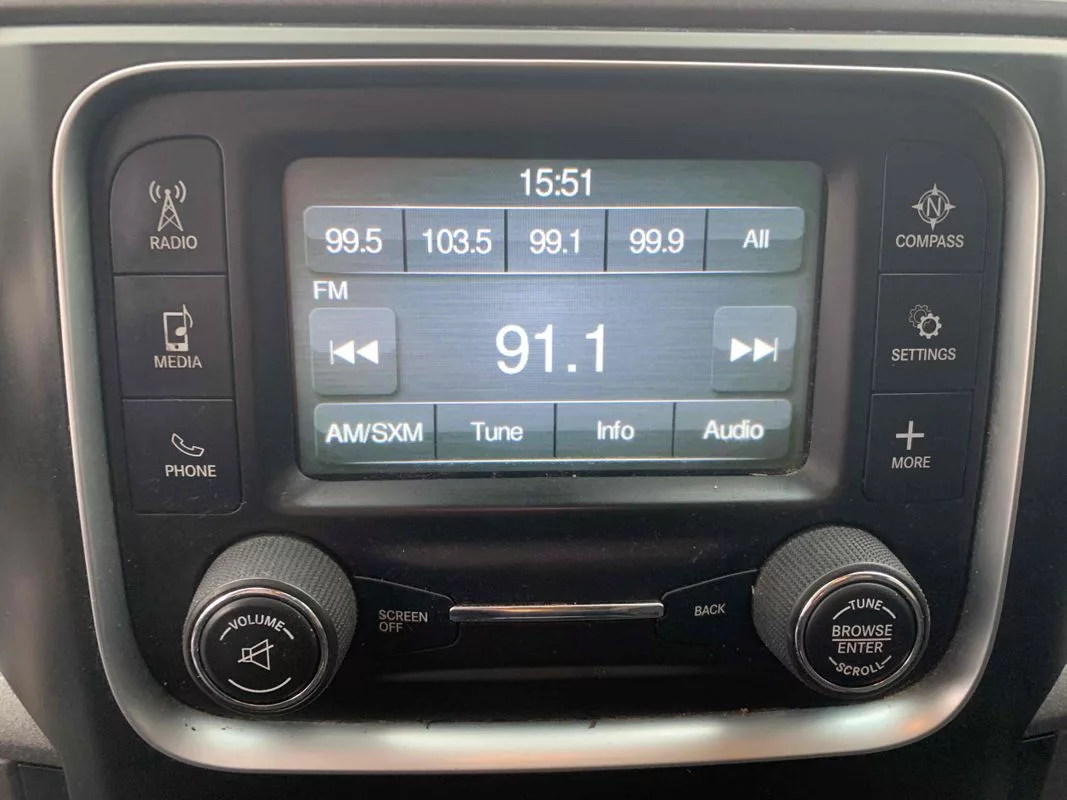 15:51
99.5 103.5 99.1 99.9 All
FM
91.1
AM/SXM Tune Info Audio
RADIO
MEDIA
PHONE
N
COMPASS
SETTINGS
MORE
VOLUME
SCREEN
OFF
BACK
TUNE
BROWSE
ENTER
SCROLL